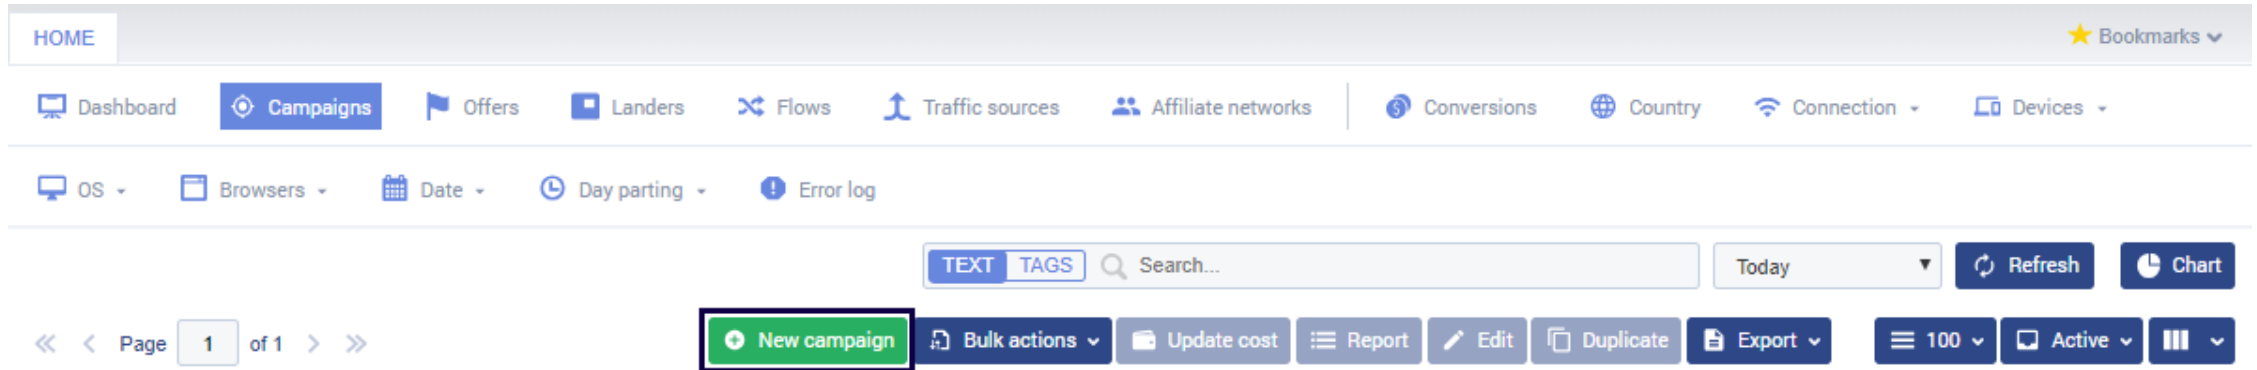 HOME Bookmarks
Dashboard Campaigns Offers Landers Flows Traffic sources Affiliate networks Conversions Country Connection Devices
OS Browsers Date Day parting Error log
TEXT TAGS Search... Today Refresh Chart
Page 1 of 1 New campaign Bulk actions Update cost Report Edit Duplicate Export 100 Active